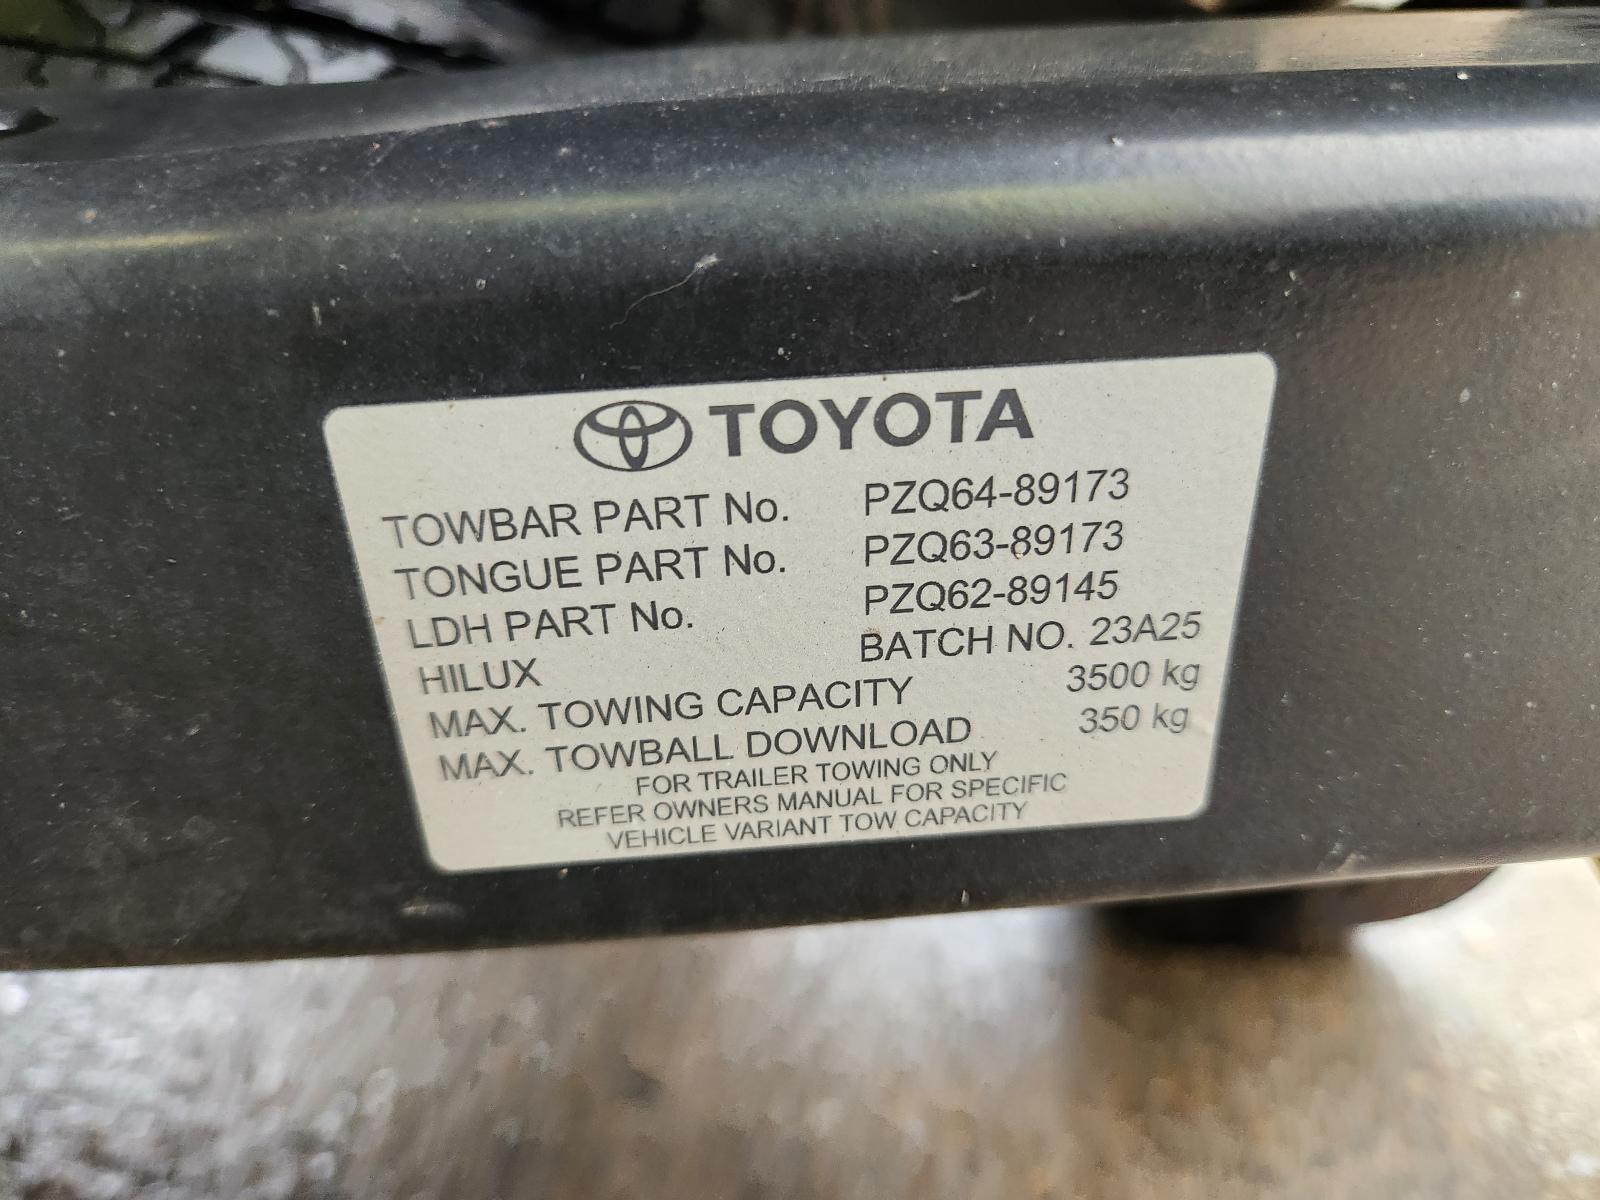 TOYOTA
TOWBAR PART No. PZQ64-89173
TONGUE PART No. PZQ63-89173
LDH PART No. PZQ62-89145
HILUX BATCH NO. 23A25
MAX. TOWING CAPACITY 3500 kg
MAX. TOWBALL DOWNLOAD 350 kg
FOR TRAILER TOWING ONLY
REFER OWNERS MANUAL FOR SPECIFIC
VEHICLE VARIANT TOW CAPACITY